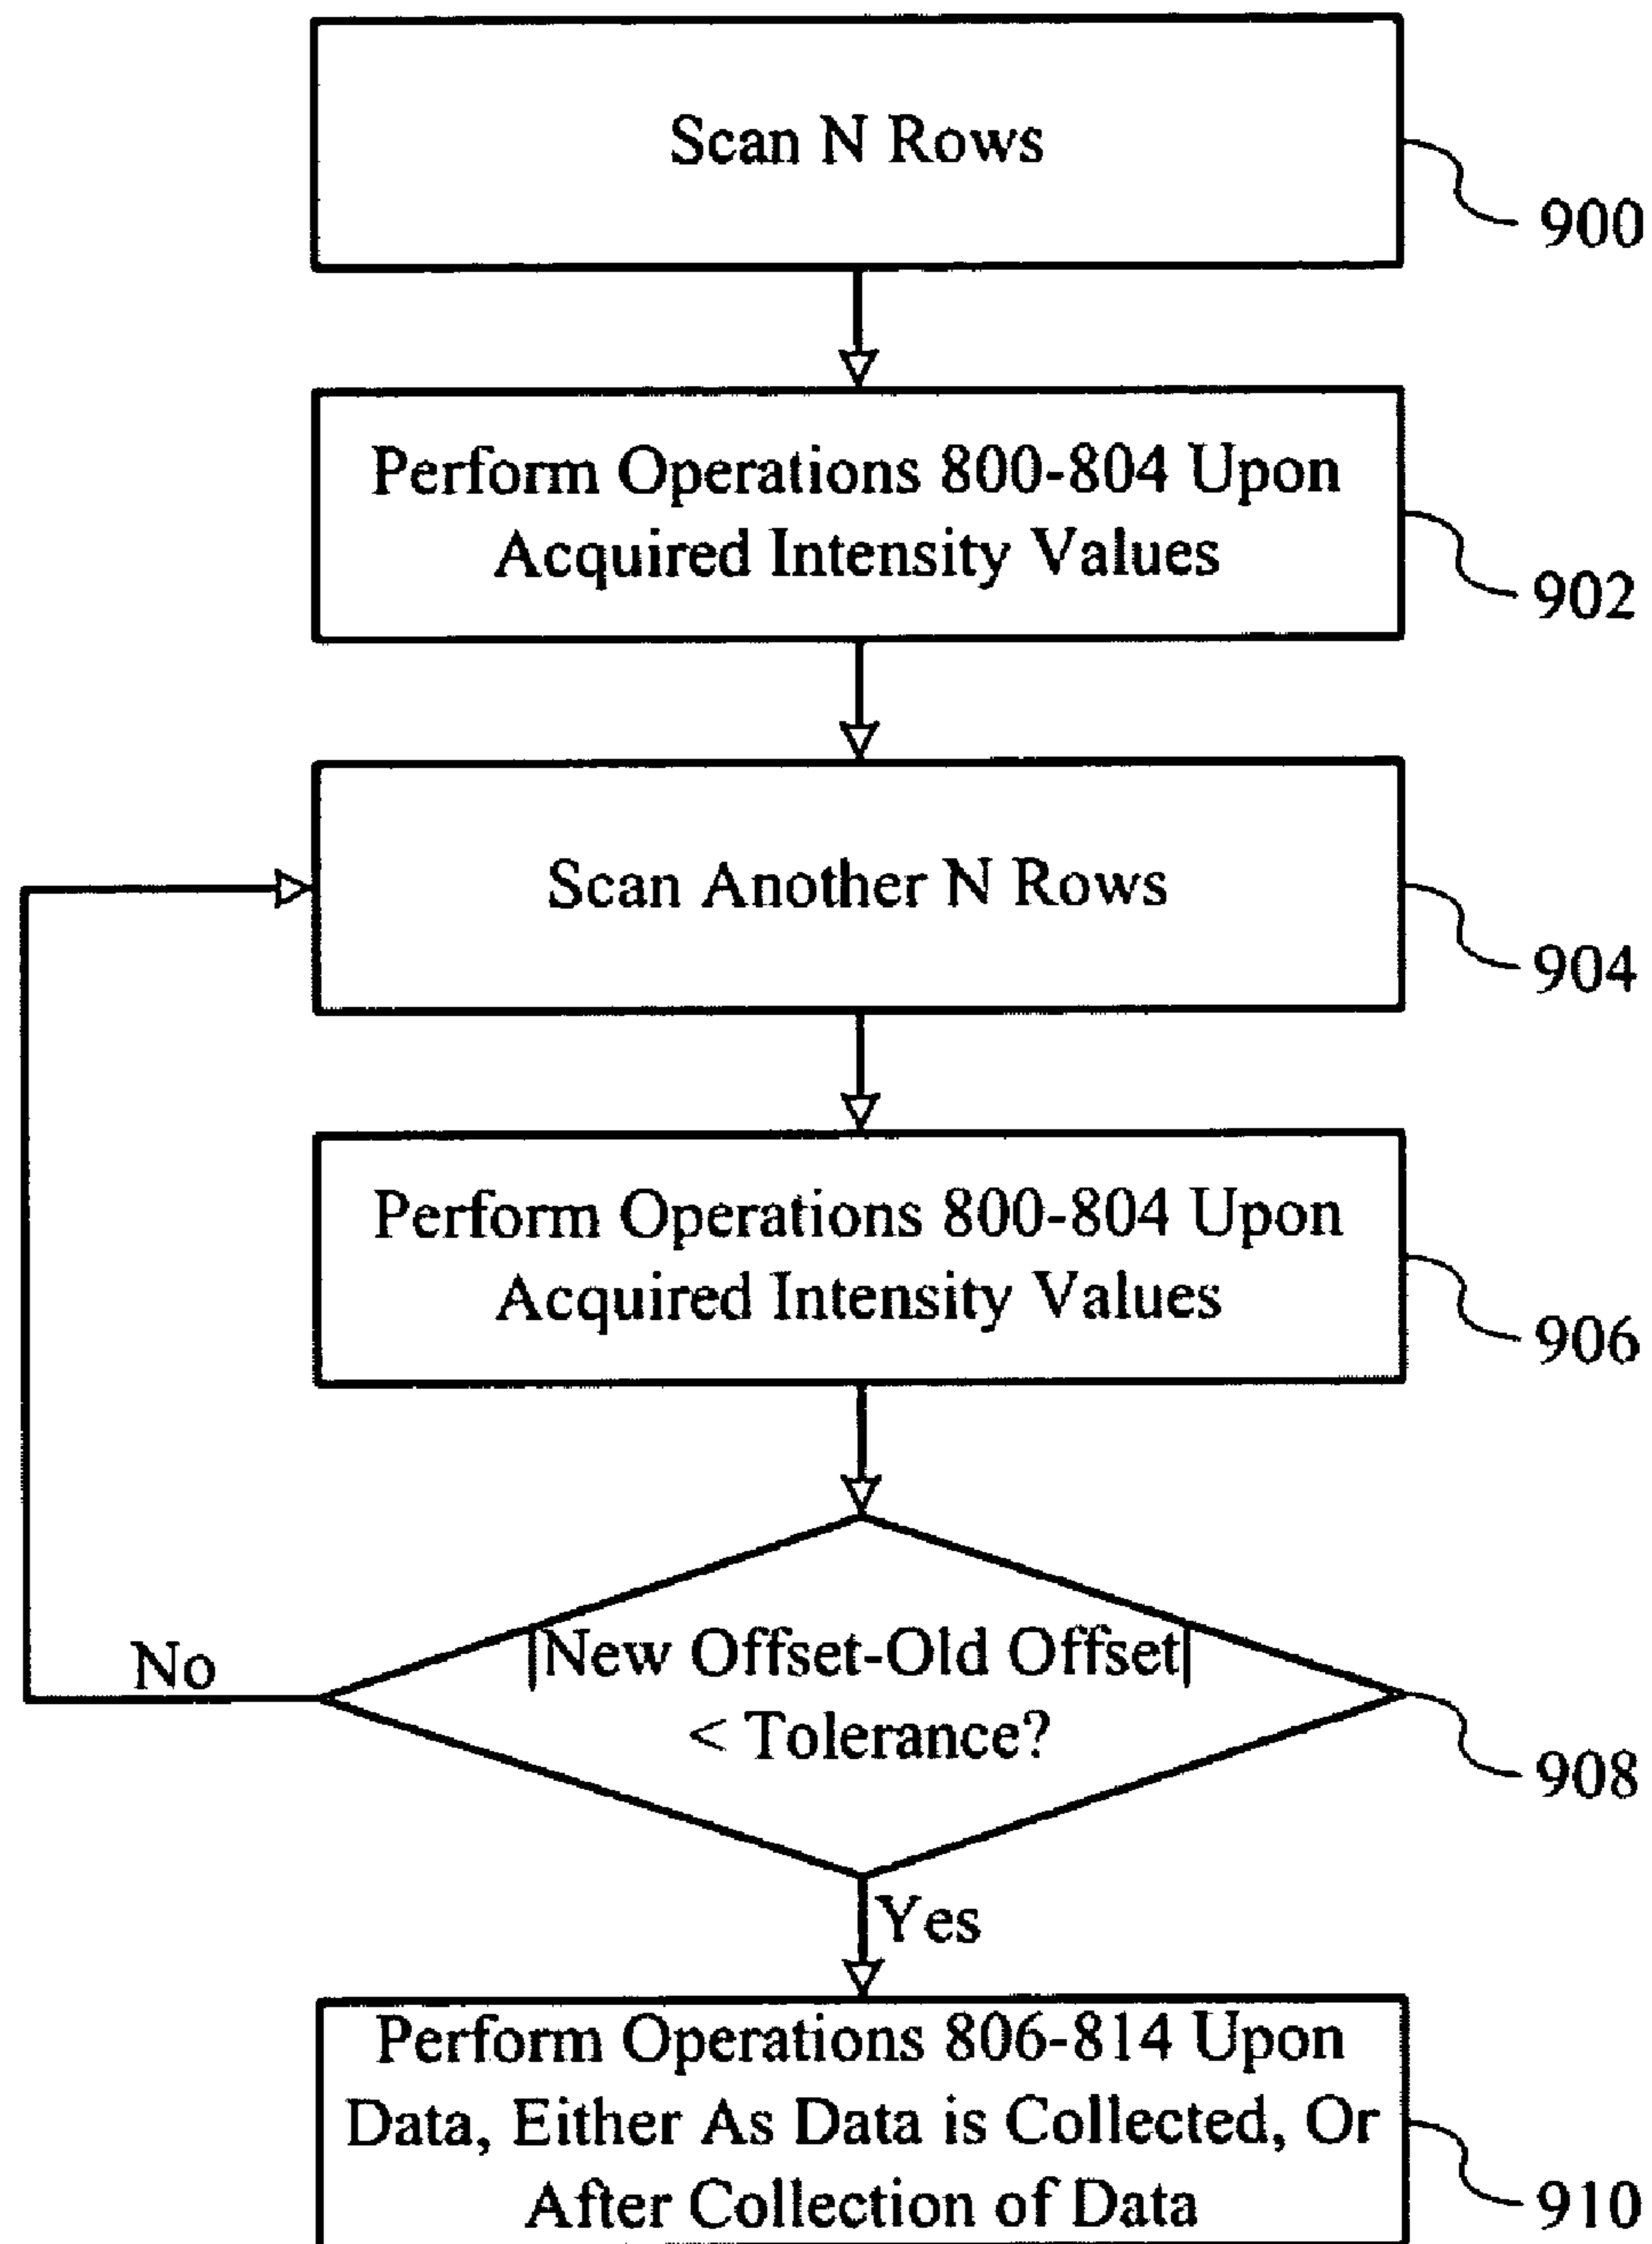 Scan N Rows
900
Perform Operations 800-804 Upon
Acquired Intensity Values
902
Scan Another N Rows
904
Perform Operations 800-804 Upon
Acquired Intensity Values
906
|New Offset-Old Offset|
< Tolerance?
No
908
Yes
Perform Operations 806-814 Upon
Data, Either As Data is Collected, Or
After Collection of Data
910